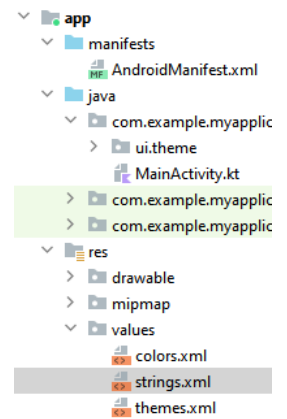 app
manifests
MF AndroidManifest.xml
java
com.example.myapplic
ui.theme
MainActivity.kt
com.example.myapplic
com.example.myapplic
res
drawable
mipmap
values
colors.xml
strings.xml
themes.xml